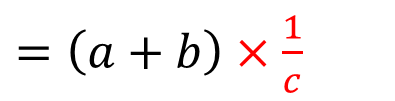 = (a + b) × 1/c